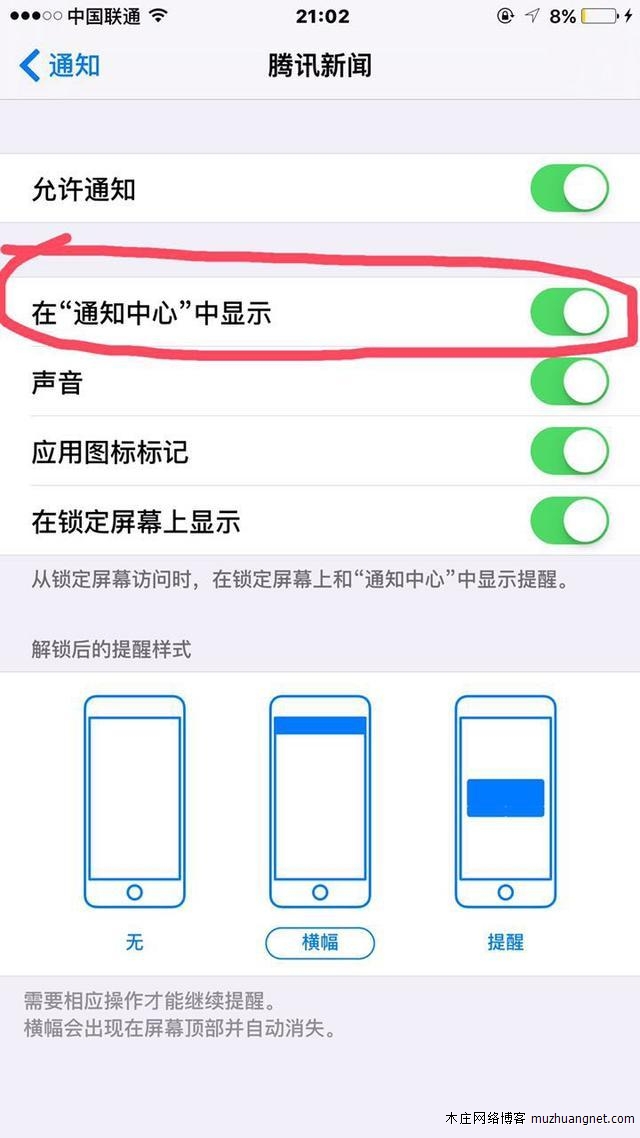 中国联通 21:02 8%
通知 腾讯新闻
允许通知
在“通知中心”中显示
声音
应用图标标记
在锁定屏幕上显示
从锁定屏幕访问时，在锁定屏幕上和“通知中心”中显示提醒。
解锁后的提醒样式
无 横幅 提醒
需要相应操作才能继续提醒。
横幅会出现在屏幕顶部并自动消失。
木庄网络博客 muzhuangnet.com